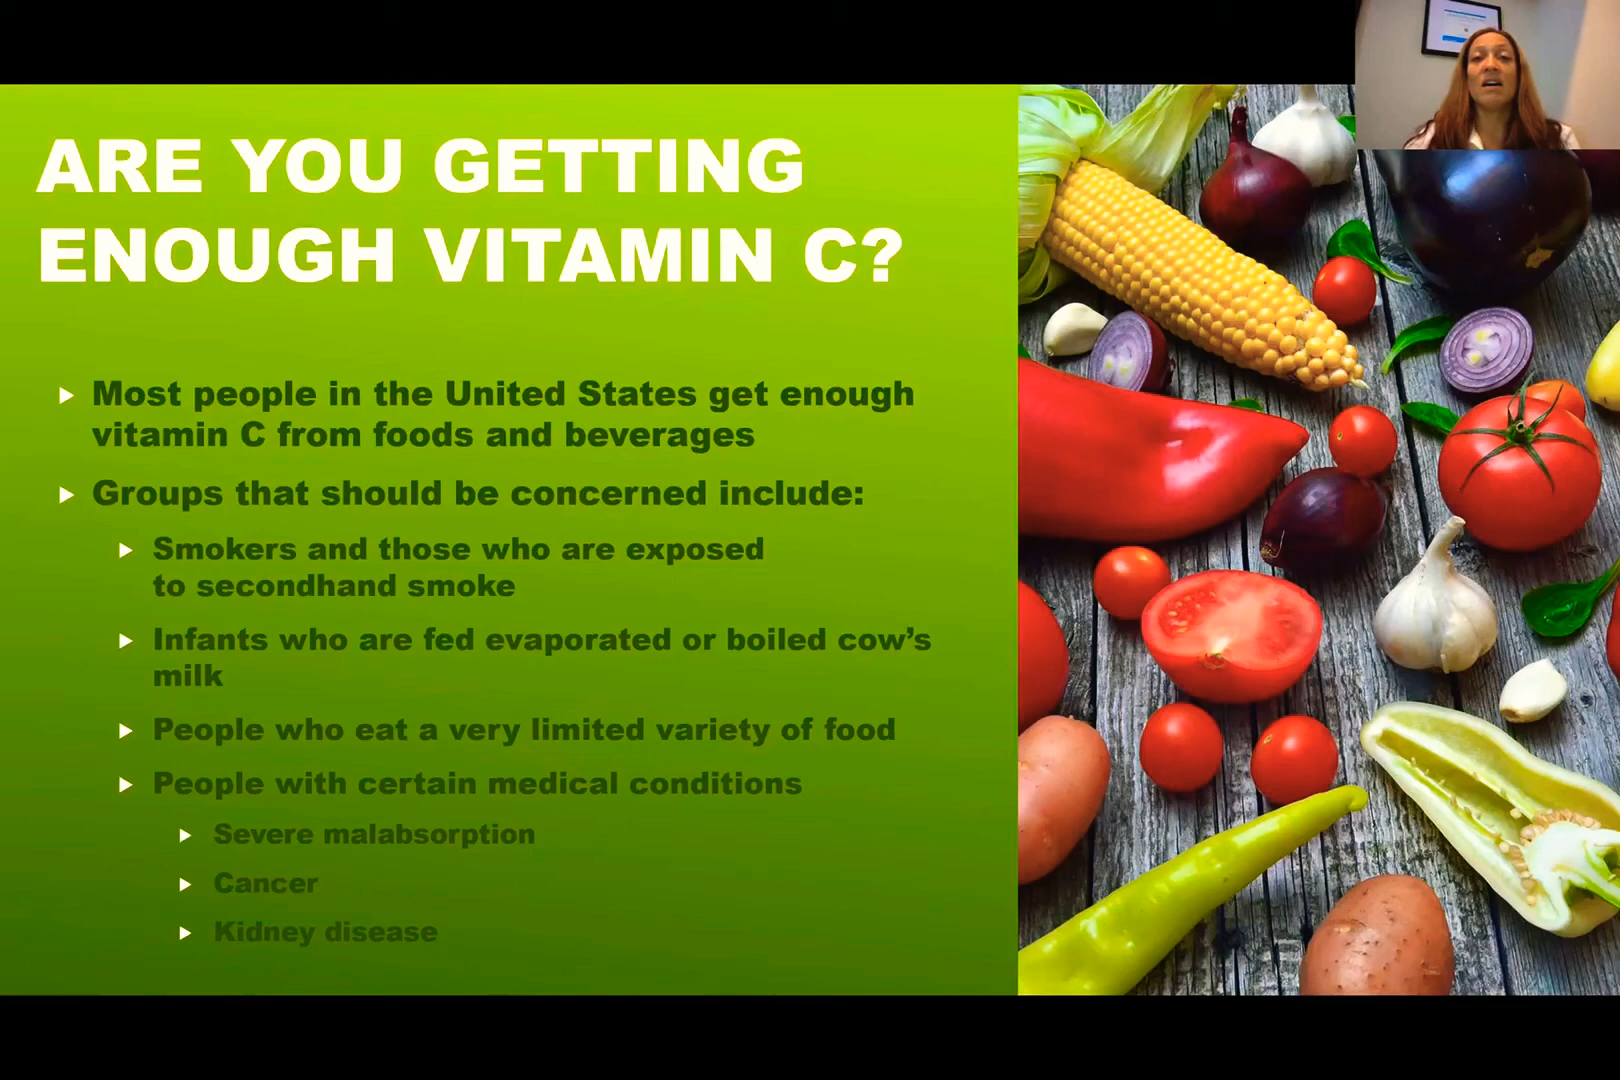 ARE YOU GETTING
ENOUGH VITAMIN C?
Most people in the United States get enough
vitamin C from foods and beverages
Groups that should be concerned include:
Smokers and those who are exposed
to secondhand smoke
Infants who are fed evaporated or boiled cow’s
milk
People who eat a very limited variety of food
People with certain medical conditions
Severe malabsorption
Cancer
Kidney disease